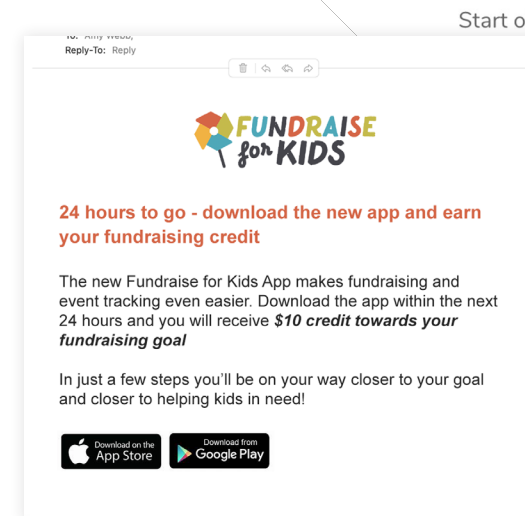 Start o
To: Amy Webb,
Reply-To: Reply
FUNDRAISE
for KIDS
24 hours to go - download the new app and earn
your fundraising credit
The new Fundraise for Kids App makes fundraising and
event tracking even easier. Download the app within the next
24 hours and you will receive $10 credit towards your
fundraising goal
In just a few steps you’ll be on your way closer to your goal
and closer to helping kids in need!
Download on the
App Store
Download from
Google Play